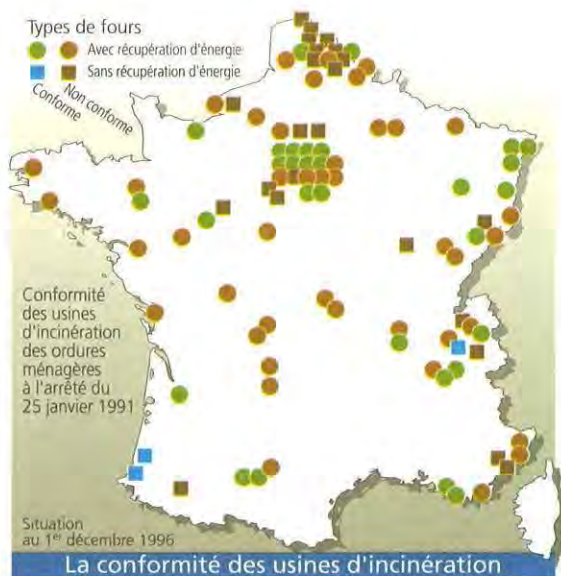 Types de fours
Avec récupération d'énergie
Sans récupération d'énergie
Conforme
Non conforme
Conformité
des usines
d'incinération
des ordures
ménagères
à l'arrêté du
25 janvier 1991
Situation
au 1er décembre 1996
La conformité des usines d'incinération